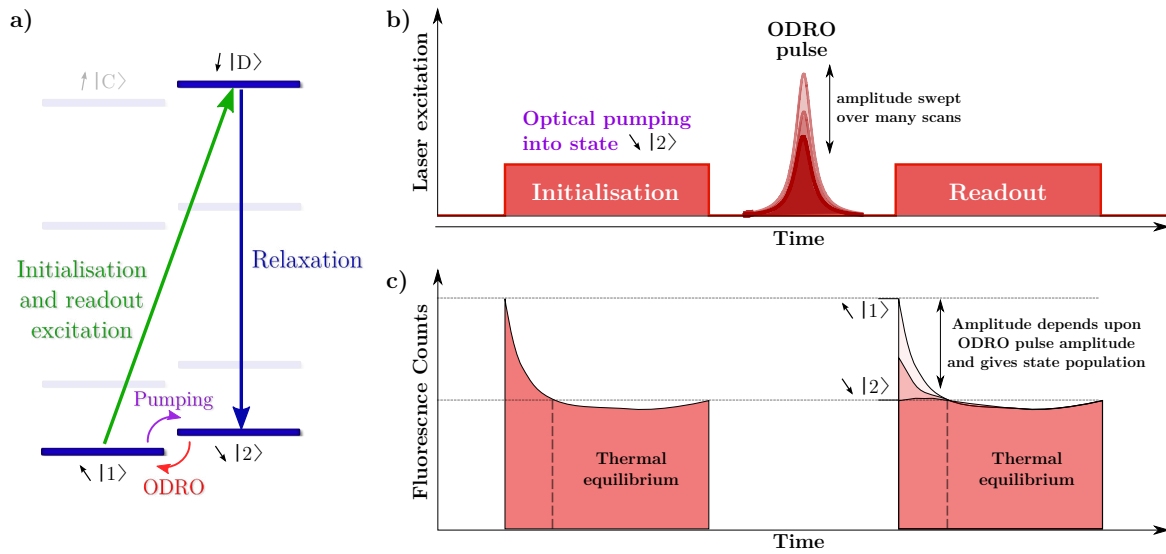 a)
↗ |C⟩
↙ |D⟩
Initialisation
and readout
excitation
Relaxation
Pumping
↖ |1⟩
↘ |2⟩
ODRO
b)
Laser excitation
ODRO
pulse
amplitude swept
over many scans
Optical pumping
into state ↘ |2⟩
Initialisation
Readout
Time
c)
Fluorescnce Counts
↖ |1⟩
↘ |2⟩
Amplitude depends upon
ODRO pulse amplitude
and gives state population
Thermal
equilibrium
Thermal
equilibrium
Time